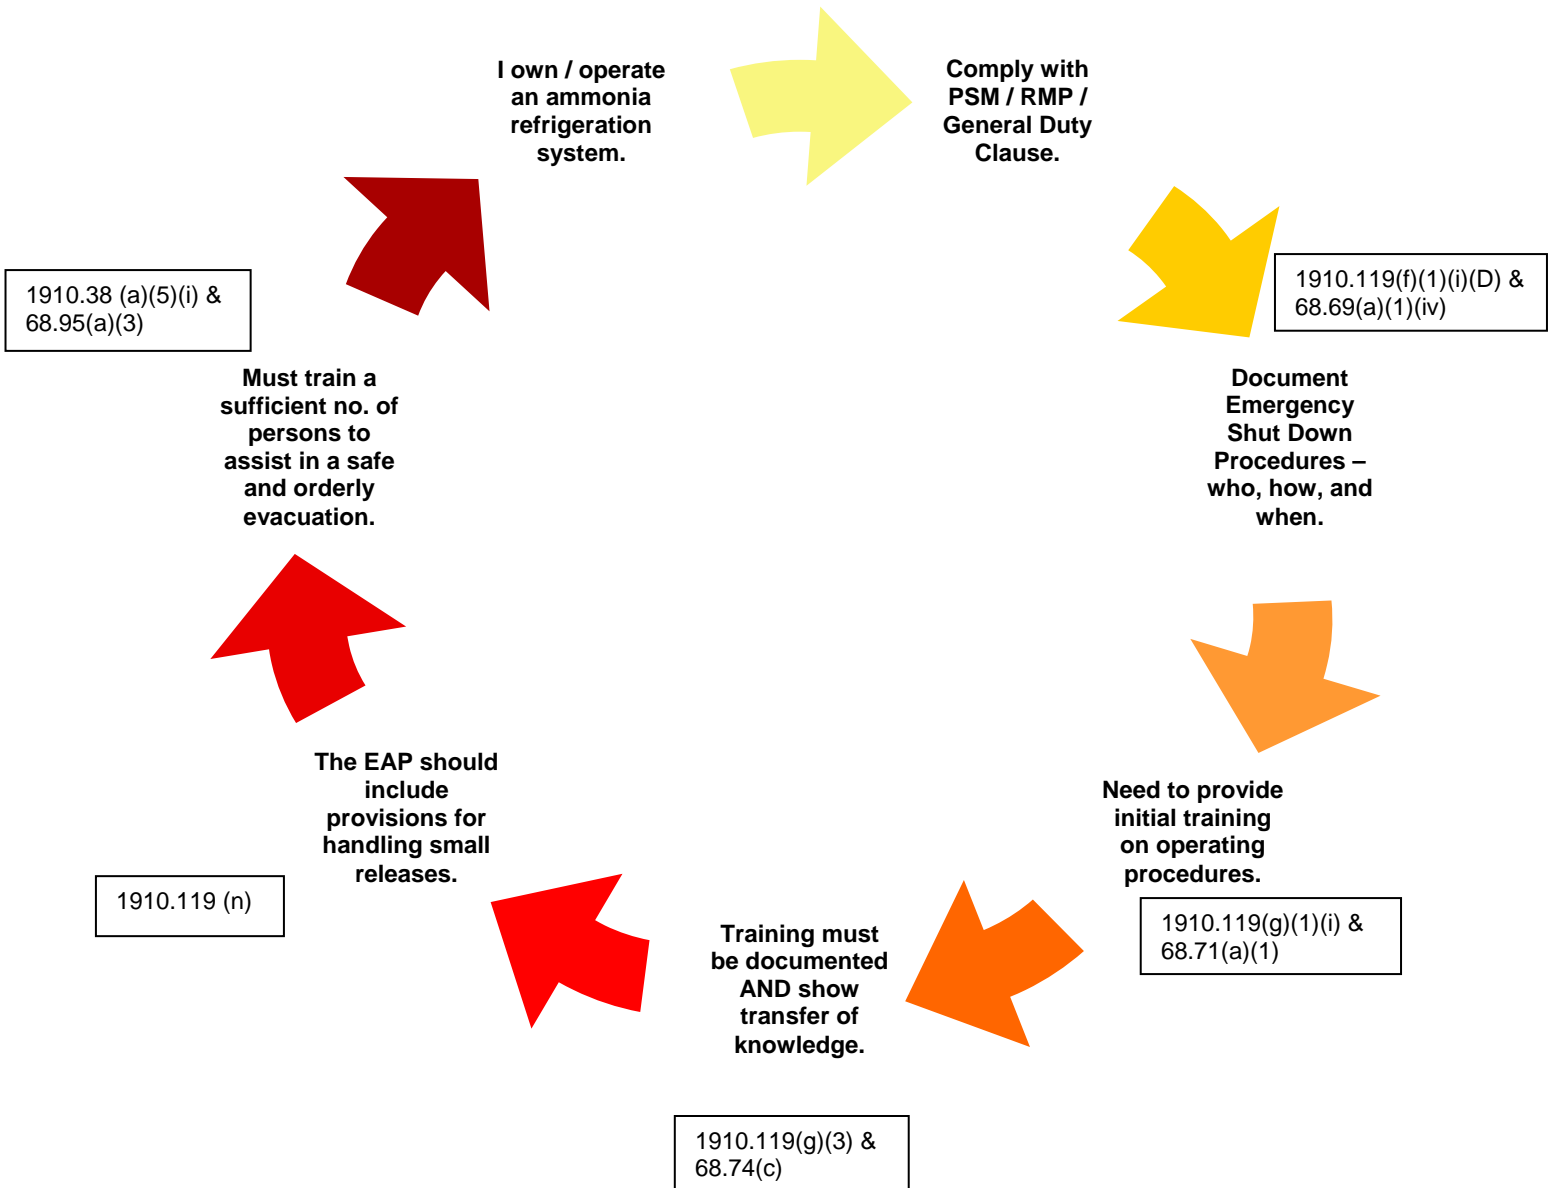 I own / operate
an ammonia
refrigeration
system.
Comply with
PSM / RMP /
General Duty
Clause.
1910.119(f)(1)(i)(D) &
68.69(a)(1)(iv)
Document
Emergency
Shut Down
Procedures –
who, how, and
when.
Need to provide
initial training
on operating
procedures.
1910.119(g)(1)(i) &
68.71(a)(1)
Training must
be documented
AND show
transfer of
knowledge.
1910.119(g)(3) &
68.74(c)
The EAP should
include
provisions for
handling small
releases.
1910.119 (n)
Must train a
sufficient no. of
persons to
assist in a safe
and orderly
evacuation.
1910.38 (a)(5)(i) &
68.95(a)(3)